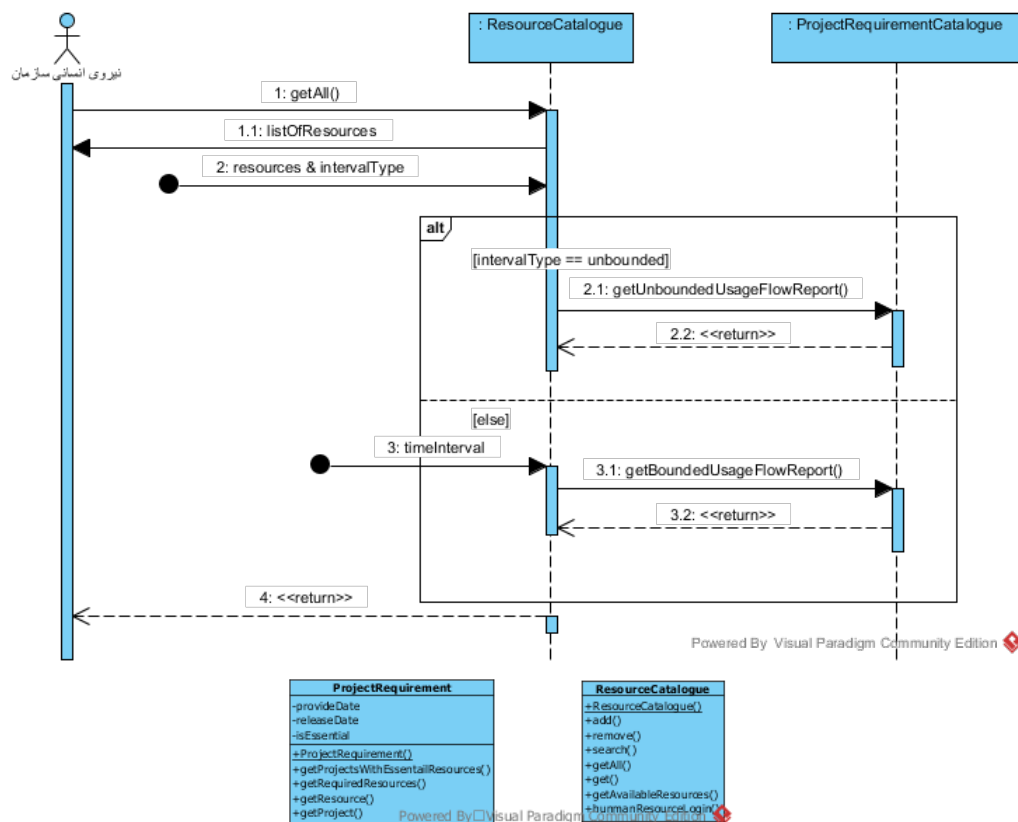 : ResourceCatalogue
: ProjectRequirementCatalogue
نیروی انسانی سازمان
1: getAll()
1.1: listOfResources
2: resources & intervalType
alt
[intervalType == unbounded]
2.1: getUnboundedUsageFlowReport()
2.2: <<return>>
[else]
3: timeInterval
3.1: getBoundedUsageFlowReport()
3.2: <<return>>
4: <<return>>
Powered By Visual Paradigm Community Edition
ProjectRequirement
-provideDate
-releaseDate
-isEssential
+ProjectRequirement()
+getProjectsWithEssentailResources()
+getRequiredResources()
+getResource()
+getProject()
ResourceCatalogue
+ResourceCatalogue()
+add()
+remove()
+search()
+getAll()
+get()
+getAvailableResources()
+hunmanResourceLogin()
Powered By Visual Paradigm Community Edition